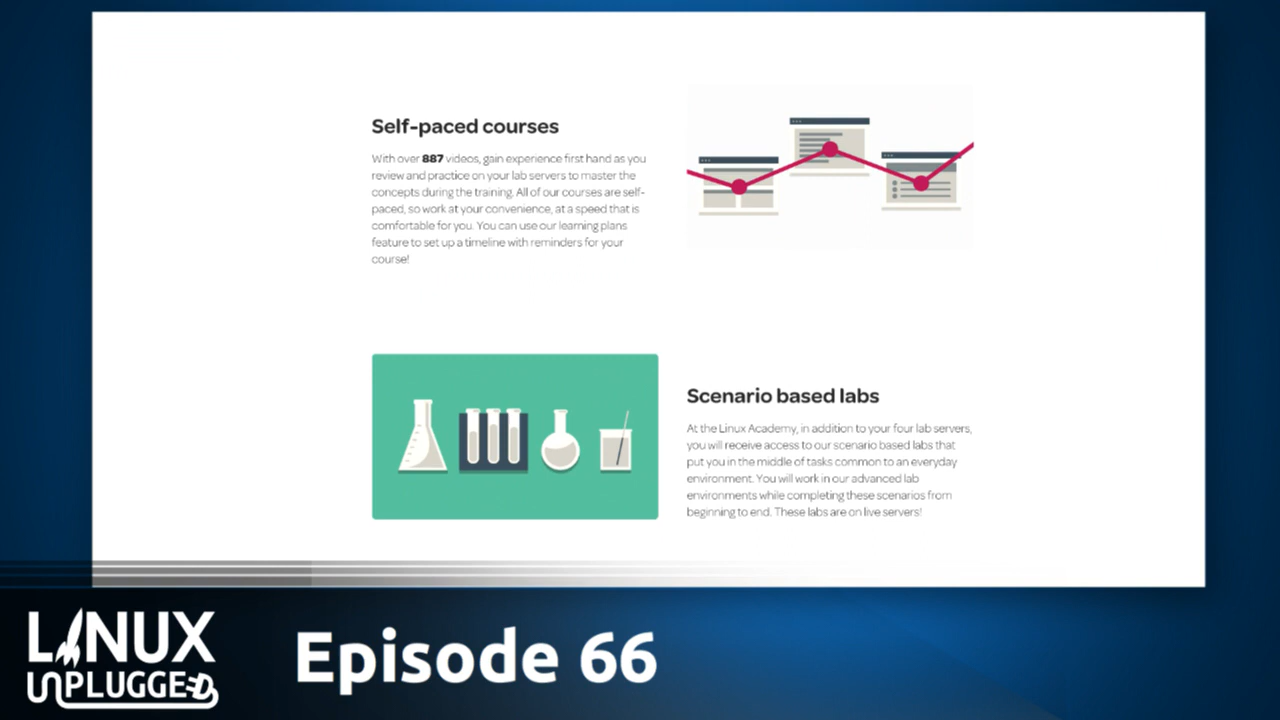 Self-paced courses
With over 887 videos, gain experience first hand as you
review and practice on your lab servers to master the
concepts during the training. All of our courses are self-
paced, so work at your convenience, at a speed that is
comfortable for you. You can use our learning plans
feature to set up a timeline with reminders for your
course!
Scenario based labs
At the Linux Academy, in addition to your four lab servers,
you will receive access to our scenario based labs that
put you in the middle of tasks common to an everyday
environment. You will work in our advanced lab
environments while completing these scenarios from
beginning to end. These labs are on live servers!
LINUX
UNPLUGGED
Episode 66